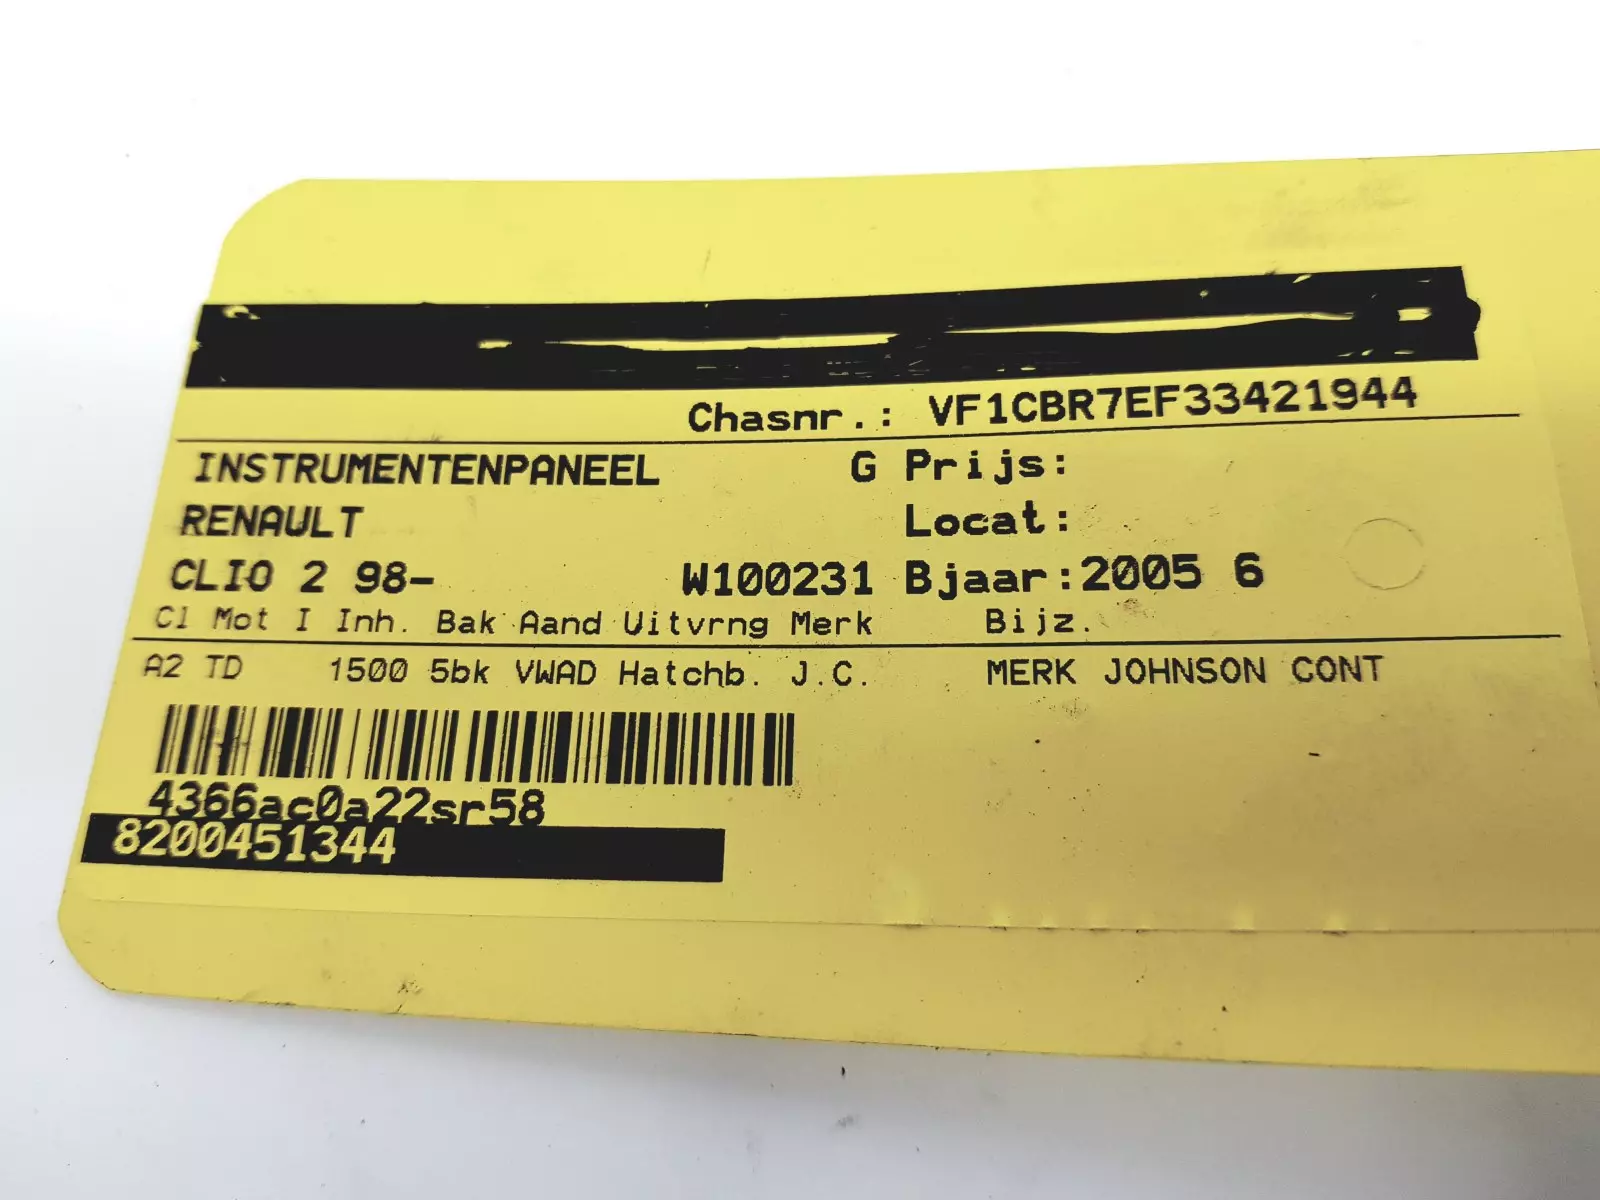 Chasnr.: VF1CBR7EF33421944
INSTRUMENTENPANEEL G Prijs:
RENAULT Locat:
CLIO 2 98- W100231 Bjaar:2005 6
Cl Mot I Inh. Bak Aand Uitvrng Merk Bijz.
A2 TD 1500 5bk VWAD Hatchb. J.C. MERK JOHNSON CONT
4366ac0a22sr58
8200451344